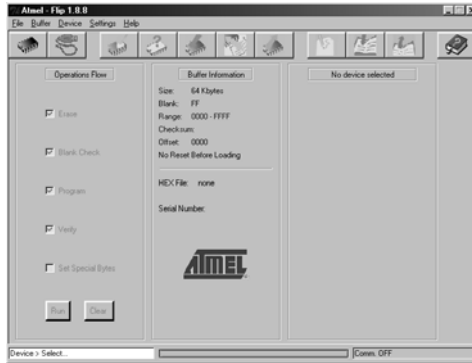 Atmel - Flip 1.8.8
File Buffer Device Settings Help
Operations Flow
Erase
Blank Check
Program
Verify
Set Special Bytes
Run Clear
Buffer Information
Size: 64 Kbytes
Blank: FF
Range: 0000 - FFFF
Checksum:
Offset: 0000
No Reset Before Loading
HEX File: none
Serial Number:
ATMEL
No device selected
Device > Select...
Comm. OFF